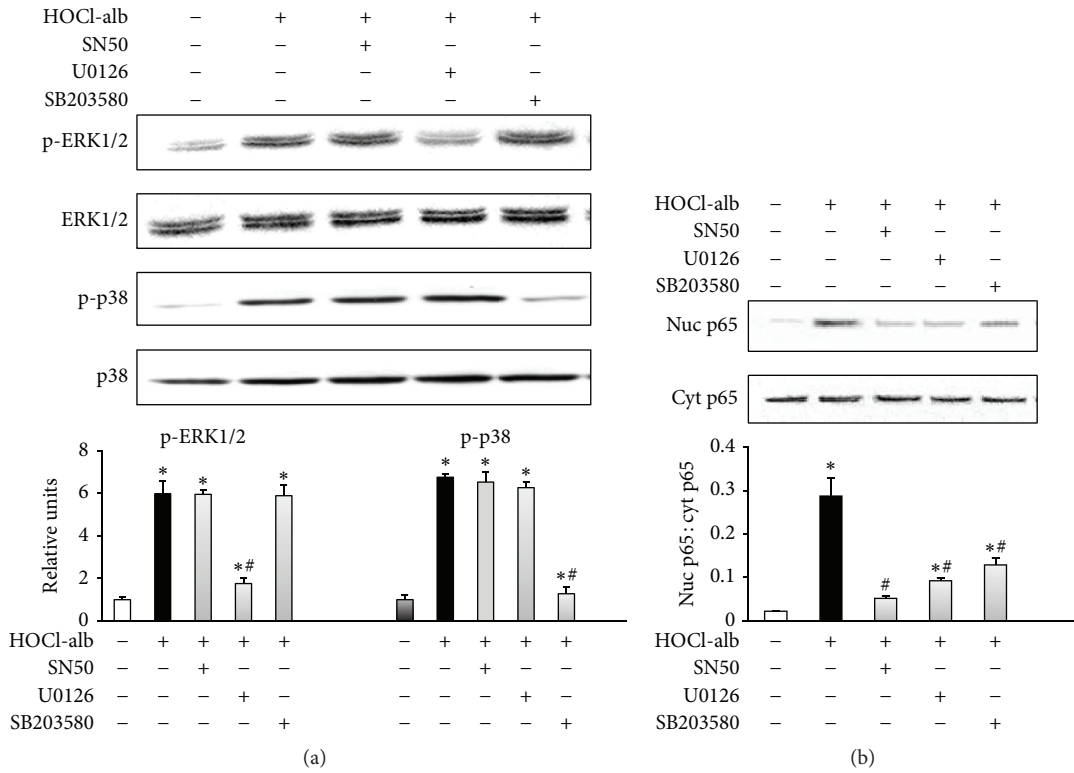 HOCl-alb − + + + +
SN50 − − + − −
U0126 − − − + −
SB203580 − − − − +
p-ERK1/2
ERK1/2
p-p38
p38
p-ERK1/2 p-p38
Relative units
8
6
4
2
0
* * *# *
* * * *#
HOCl-alb − + + + + − + + + +
SN50 − − + − − − − + − −
U0126 − − − + − − − − + −
SB203580 − − − − + − − − − +
(a)
HOCl-alb − + + + +
SN50 − − + − −
U0126 − − − + −
SB203580 − − − − +
Nuc p65
Cyt p65
Nuc p65 : cyt p65
0.4
0.3
0.2
0.1
0
* # *# *#
HOCl-alb − + + + +
SN50 − − + − −
U0126 − − − + −
SB203580 − − − − +
(b)